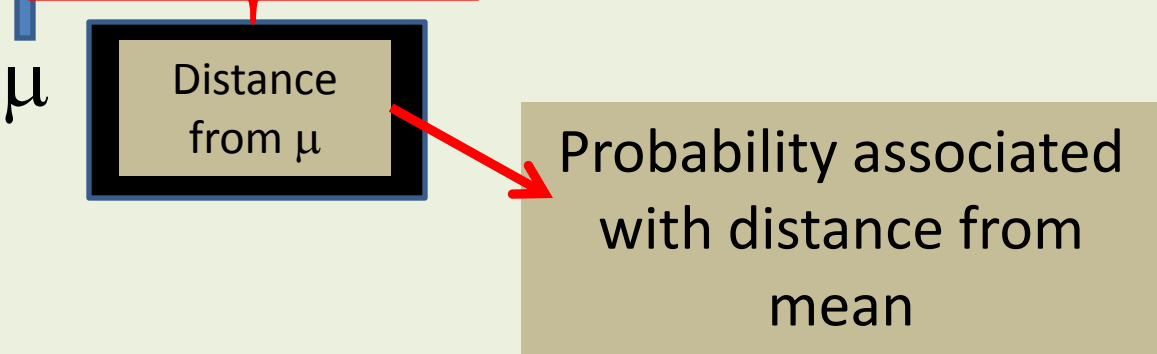 μ
Distance
from μ
Probability associated
with distance from
mean